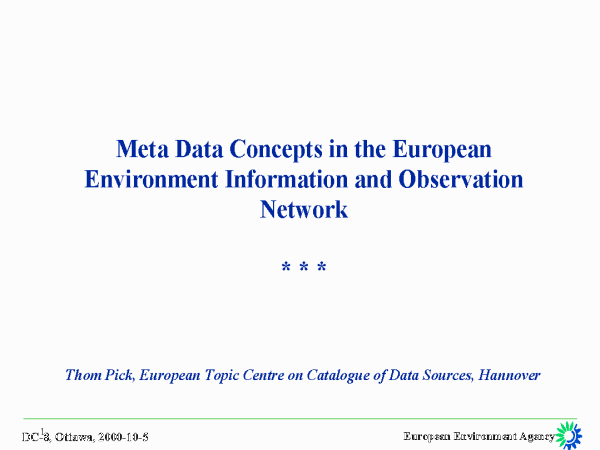 Meta Data Concepts in the European
Environment Information and Observation
Network
* * *
Thom Pick, European Topic Centre on Catalogue of Data Sources, Hannover
DC-8, Ottawa, 2000-10-5
1
European Environment Agency